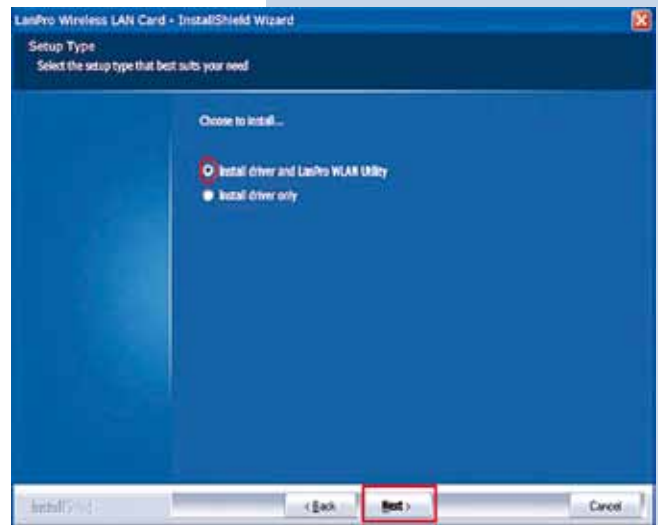 LanPro Wireless LAN Card - InstallShield Wizard
Setup Type
Select the setup type that best suits your need
Choose to install...
Install driver and LanPro WLAN Utility
Install driver only
InstallShield
< Back
Next >
Cancel